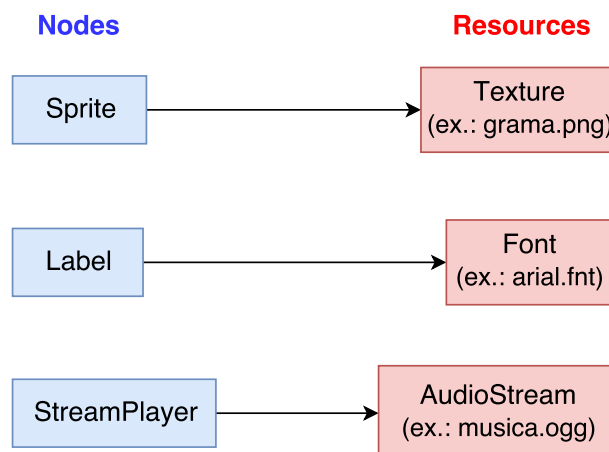 Nodes
Resources
Sprite
Texture
(ex.: grama.png)
Label
Font
(ex.: arial.fnt)
StreamPlayer
AudioStream
(ex.: musica.ogg)